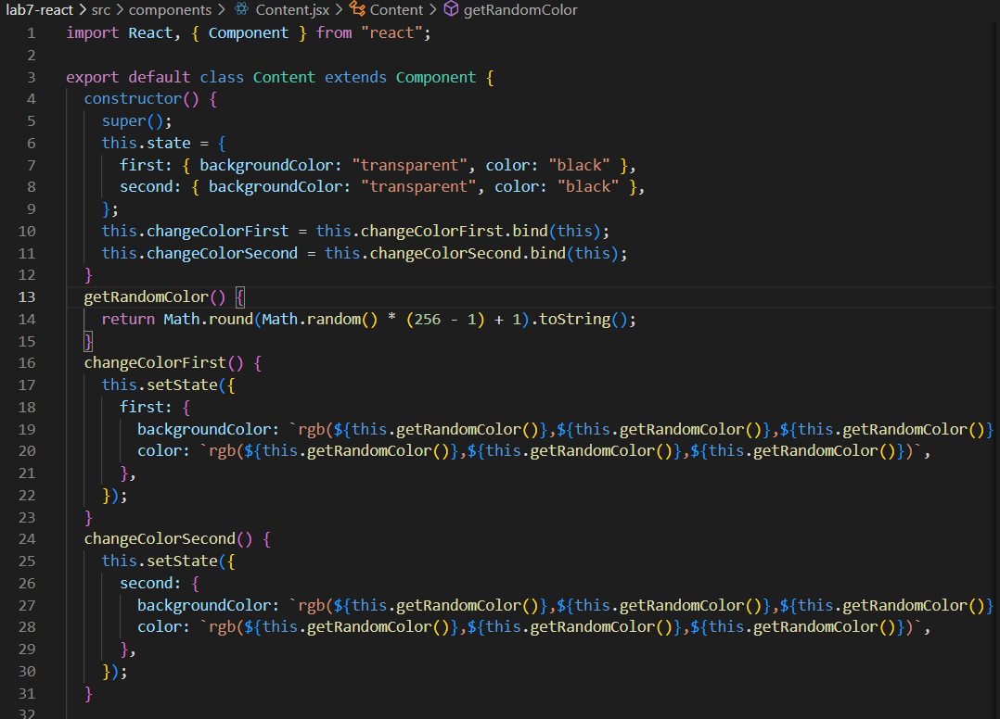 lab7-react > src > components > Content.jsx > Content > getRandomColor
1 import React, { Component } from "react";
2
3 export default class Content extends Component {
4   constructor() {
5     super();
6     this.state = {
7       first: { backgroundColor: "transparent", color: "black" },
8       second: { backgroundColor: "transparent", color: "black" },
9     };
10     this.changeColorFirst = this.changeColorFirst.bind(this);
11     this.changeColorSecond = this.changeColorSecond.bind(this);
12   }
13   getRandomColor() {
14     return Math.round(Math.random() * (256 - 1) + 1).toString();
15   }
16   changeColorFirst() {
17     this.setState({
18       first: {
19         backgroundColor: `rgb(${this.getRandomColor()},${this.getRandomColor()},${this.getRandomColor()}
20         color: `rgb(${this.getRandomColor()},${this.getRandomColor()},${this.getRandomColor()})`,
21       },
22     });
23   }
24   changeColorSecond() {
25     this.setState({
26       second: {
27         backgroundColor: `rgb(${this.getRandomColor()},${this.getRandomColor()},${this.getRandomColor()}
28         color: `rgb(${this.getRandomColor()},${this.getRandomColor()},${this.getRandomColor()})`,
29       },
30     });
31   }
32